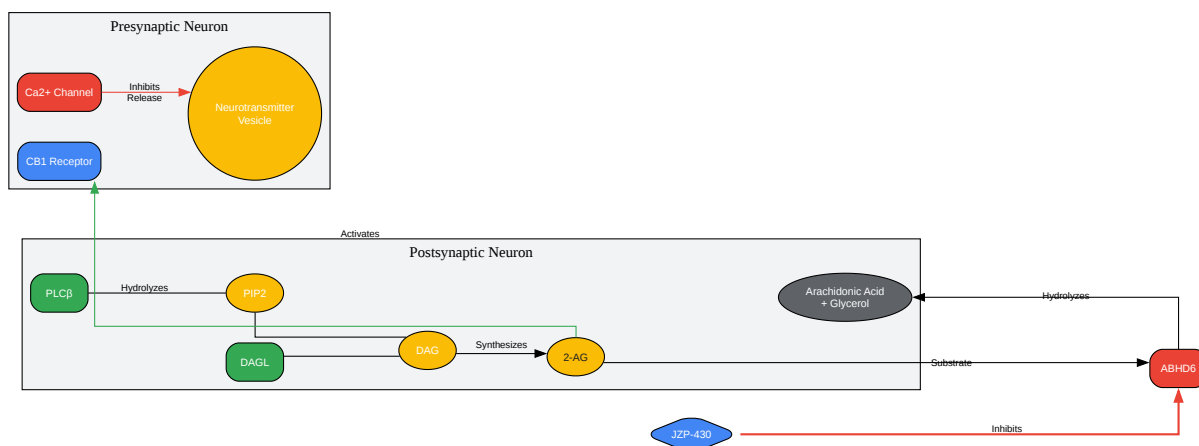 Presynaptic Neuron
Ca2+ Channel
Inhibits
Release
Neurotransmitter
Vesicle
CB1 Receptor
Activates
Postsynaptic Neuron
PLCβ
Hydrolyzes
PIP2
Arachidonic Acid
+ Glycerol
Hydrolyzes
DAGL
DAG
Synthesizes
2-AG
Substrate
ABHD6
JZP-430
Inhibits